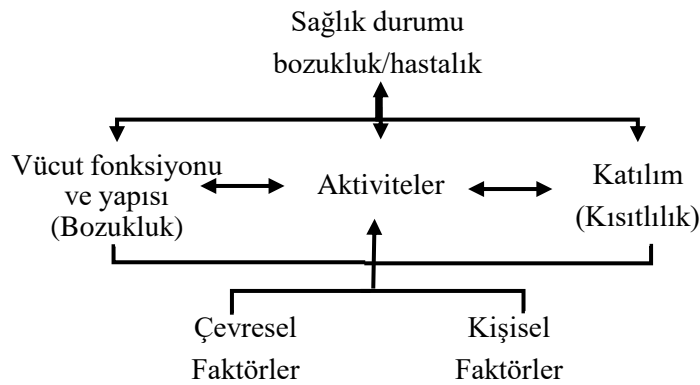 Sağlık durumu
bozukluk/hastalık
Vücut fonksiyonu
ve yapısı
(Bozukluk)
Aktiviteler
Katılım
(Kısıtlılık)
Çevresel
Faktörler
Kişisel
Faktörler